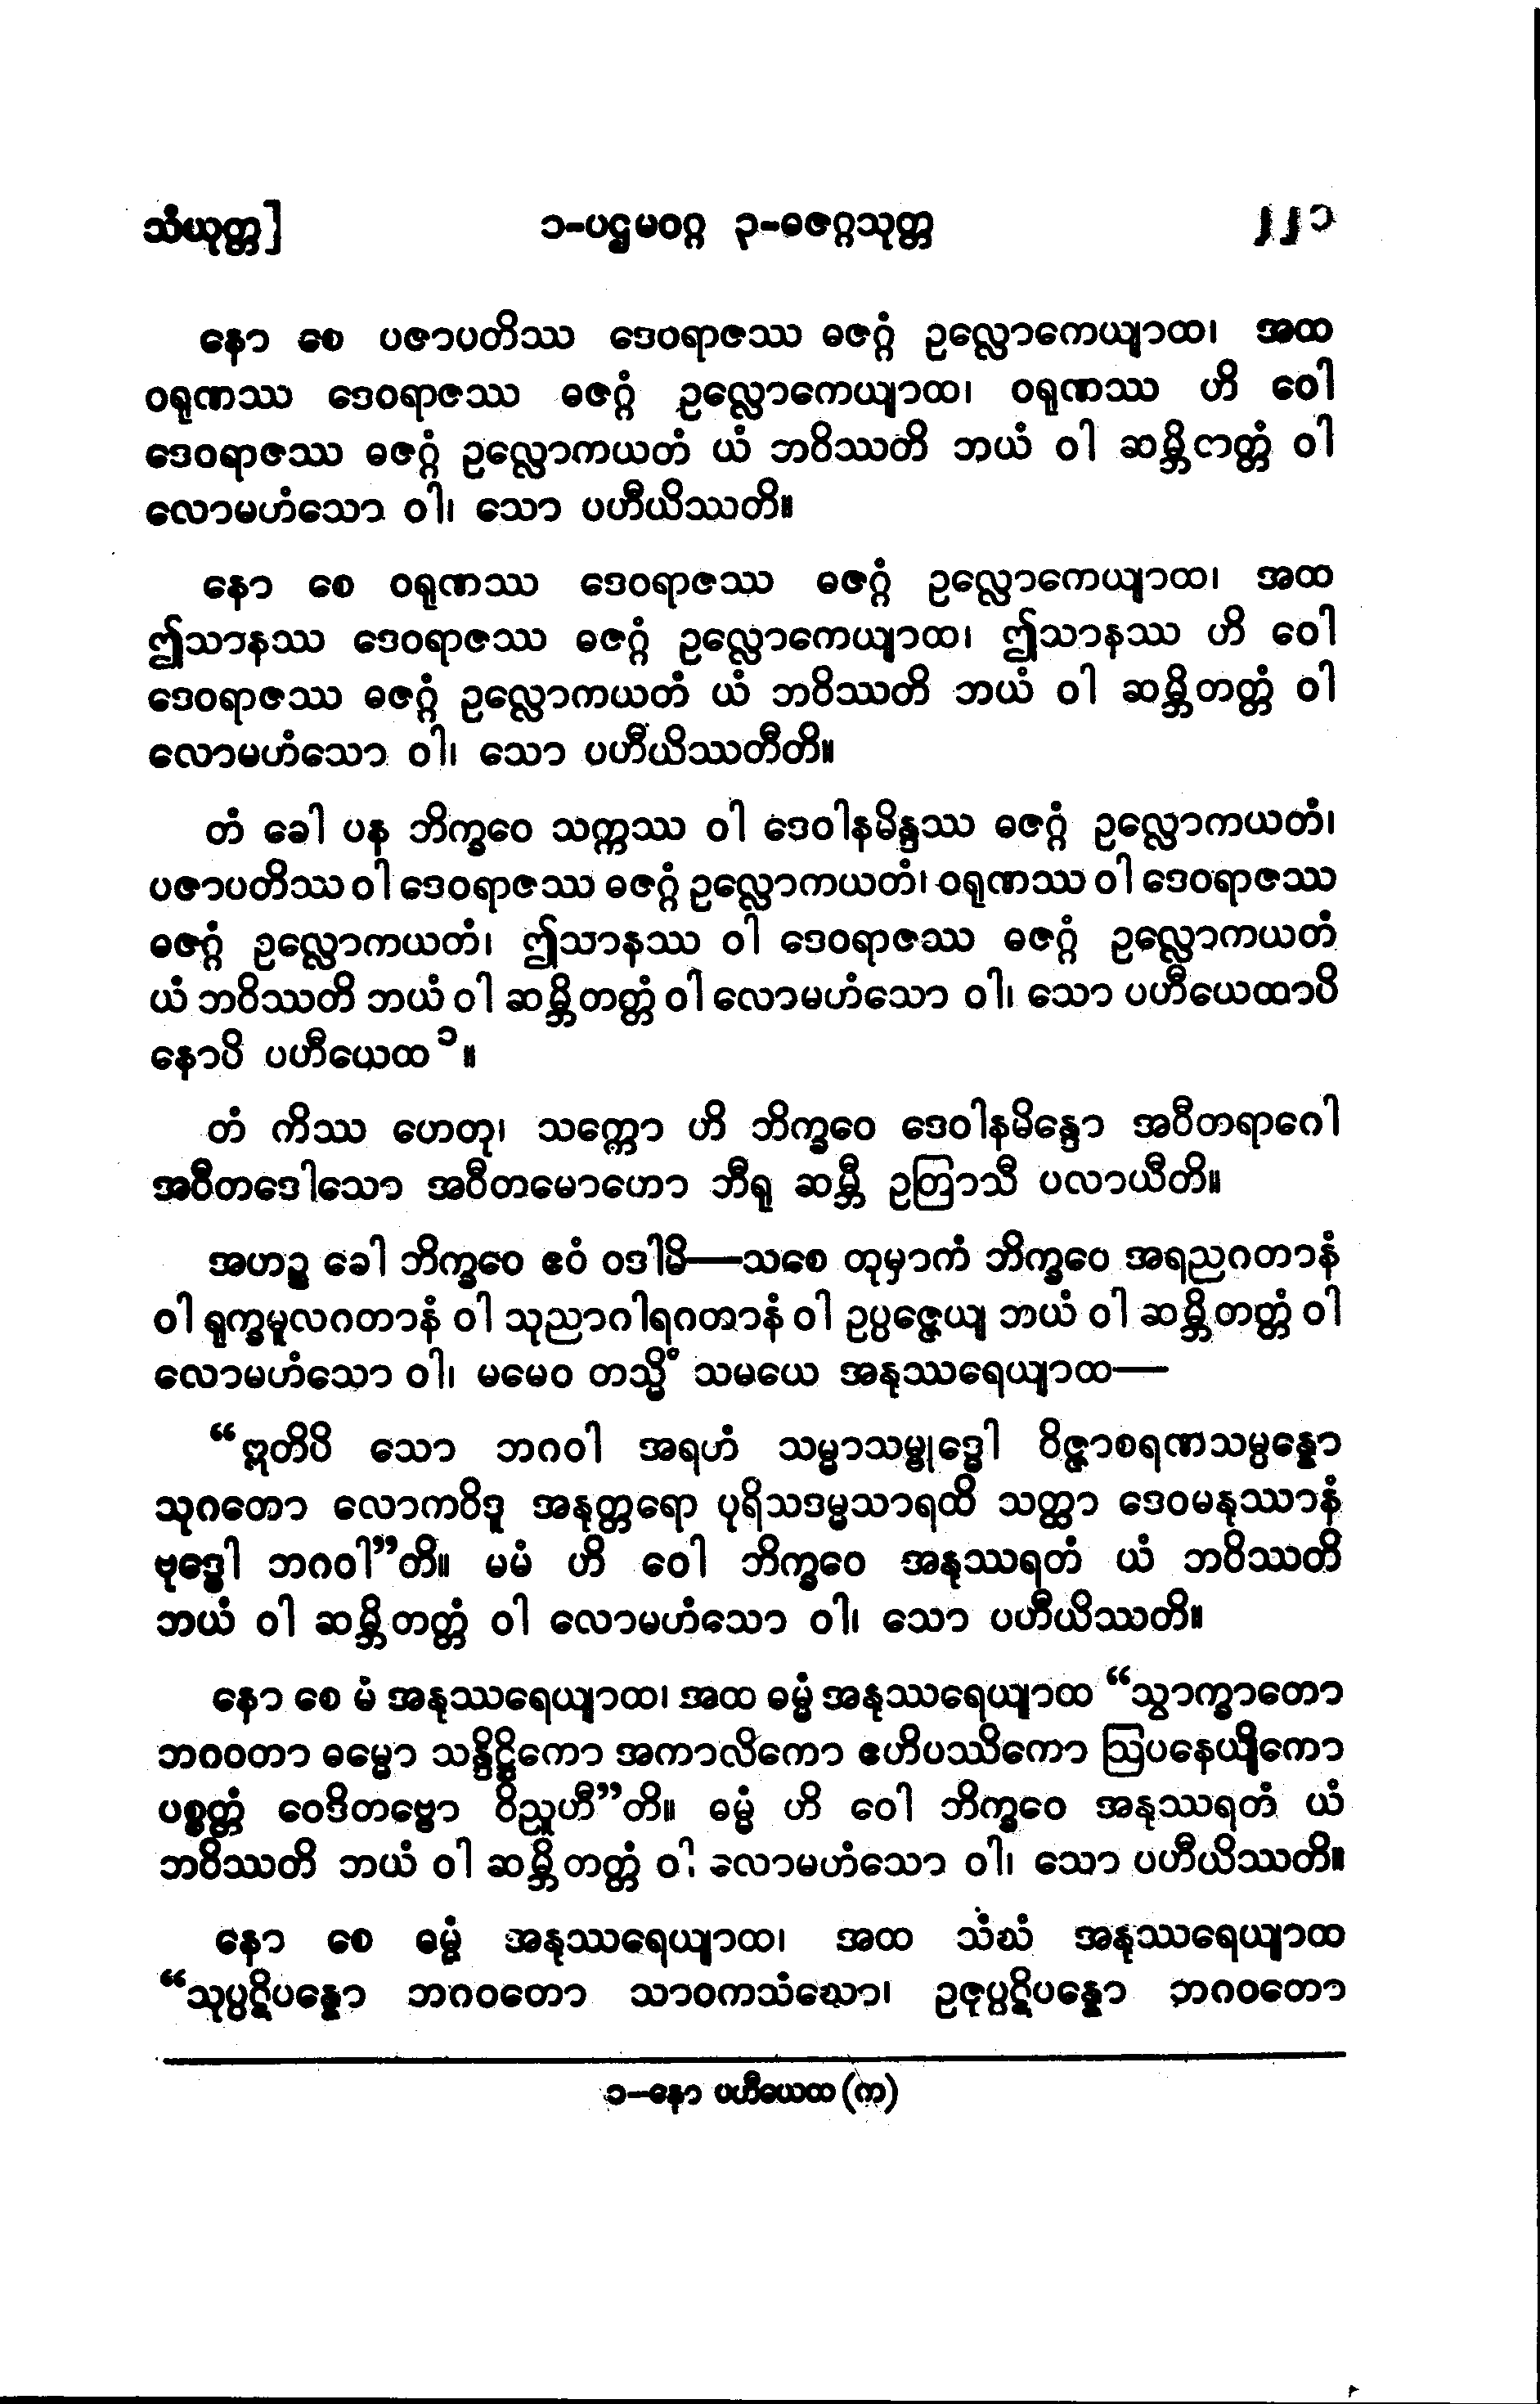 သံယုတ္တ] ၁-ပဌမဝဂ္ဂ ၃-ဓဇဂ္ဂသုတ္တ ၂၂၁
နော စေ ပဇာပတိဿ ဒေဝရာဇဿ ဓဇဂ္ဂံ ဥလ္လောကေယျာထ၊ အထ
ဝရုဏဿ ဒေဝရာဇဿ ဓဇဂ္ဂံ ဥလ္လောကေယျာထ၊ ဝရုဏဿ ဟိ ဝေါ
ဒေဝရာဇဿ ဓဇဂ္ဂံ ဥလ္လောကယတံ ယံ ဘဝိဿတိ ဘယံ ဝါ ဆမ္ဘိတတ္တံ ဝါ
လောမဟံသော ဝါ၊ သော ပဟီယိဿတိ။
နော စေ ဝရုဏဿ ဒေဝရာဇဿ ဓဇဂ္ဂံ ဥလ္လောကေယျာထ၊ အထ
ဤသာနဿ ဒေဝရာဇဿ ဓဇဂ္ဂံ ဥလ္လောကေယျာထ၊ ဤသာနဿ ဟိ ဝေါ
ဒေဝရာဇဿ ဓဇဂ္ဂံ ဥလ္လောကယတံ ယံ ဘဝိဿတိ ဘယံ ဝါ ဆမ္ဘိတတ္တံ ဝါ
လောမဟံသော ဝါ၊ သော ပဟီယိဿတီတိ။
တံ ခေါ ပန ဘိက္ခဝေ သက္ကဿ ဝါ ဒေဝါနမိန္ဒဿ ဓဇဂ္ဂံ ဥလ္လောကယတံ၊
ပဇာပတိဿ ဝါ ဒေဝရာဇဿ ဓဇဂ္ဂံ ဥလ္လောကယတံ၊ ဝရုဏဿ ဝါ ဒေဝရာဇဿ
ဓဇဂ္ဂံ ဥလ္လောကယတံ၊ ဤသာနဿ ဝါ ဒေဝရာဇဿ ဓဇဂ္ဂံ ဥလ္လောကယတံ
ယံ ဘဝိဿတိ ဘယံ ဝါ ဆမ္ဘိတတ္တံ ဝါ လောမဟံသော ဝါ၊ သော ပဟီယေထာပိ
နောပိ ပဟီယေထ ၁။
တံ ကိဿ ဟေတု၊ သက္ကော ဟိ ဘိက္ခဝေ ဒေဝါနမိန္ဒော အဝီတရာဂေါ
အဝီတဒေါသော အဝီတမောဟော ဘီရု ဆမ္ဘီ ဥတြာသီ ပလာယီတိ။
အဟဉ္စ ခေါ ဘိက္ခဝေ ဧဝံ ဝဒါမိ—သစေ တုမှာကံ ဘိက္ခဝေ အရညဂတာနံ
ဝါ ရုက္ခမူလဂတာနံ ဝါ သုညာဂါရဂတာနံ ဝါ ဥပ္ပဇ္ဇေယျ ဘယံ ဝါ ဆမ္ဘိတတ္တံ ဝါ
လောမဟံသော ဝါ၊ မမေဝ တသ္မိံ သမယေ အနုဿရေယျာထ—
“ဣတိပိ သော ဘဂဝါ အရဟံ သမ္မာသမ္ဗုဒ္ဓေါ ဝိဇ္ဇာစရဏသမ္ပန္နော
သုဂတော လောကဝိဒူ အနုတ္တရော ပုရိသဒမ္မသာရထိ သတ္ထာ ဒေဝမနုဿာနံ
ဗုဒ္ဓေါ ဘဂဝါ”တိ။ မမံ ဟိ ဝေါ ဘိက္ခဝေ အနုဿရတံ ယံ ဘဝိဿတိ
ဘယံ ဝါ ဆမ္ဘိတတ္တံ ဝါ လောမဟံသော ဝါ၊ သော ပဟီယိဿတိ။
နော စေ မံ အနုဿရေယျာထ၊ အထ ဓမ္မံ အနုဿရေယျာထ “သွာက္ခာတော
ဘဂဝတာ ဓမ္မော သန္ဒိဋ္ဌိကော အကာလိကော ဧဟိပဿိကော ဩပနေယျိကော
ပစ္စတ္တံ ဝေဒိတဗ္ဗော ဝိညူဟီ”တိ။ ဓမ္မံ ဟိ ဝေါ ဘိက္ခဝေ အနုဿရတံ ယံ
ဘဝိဿတိ ဘယံ ဝါ ဆမ္ဘိတတ္တံ ဝါ လောမဟံသော ဝါ၊ သော ပဟီယိဿတိ။
နော စေ ဓမ္မံ အနုဿရေယျာထ၊ အထ သံဃံ အနုဿရေယျာထ
“သုပ္ပဋိပန္နော ဘဂဝတော သာဝကသံဃော၊ ဥဇုပ္ပဋိပန္နော ဘဂဝတော
၁—နော ပဟီယေထ (က)